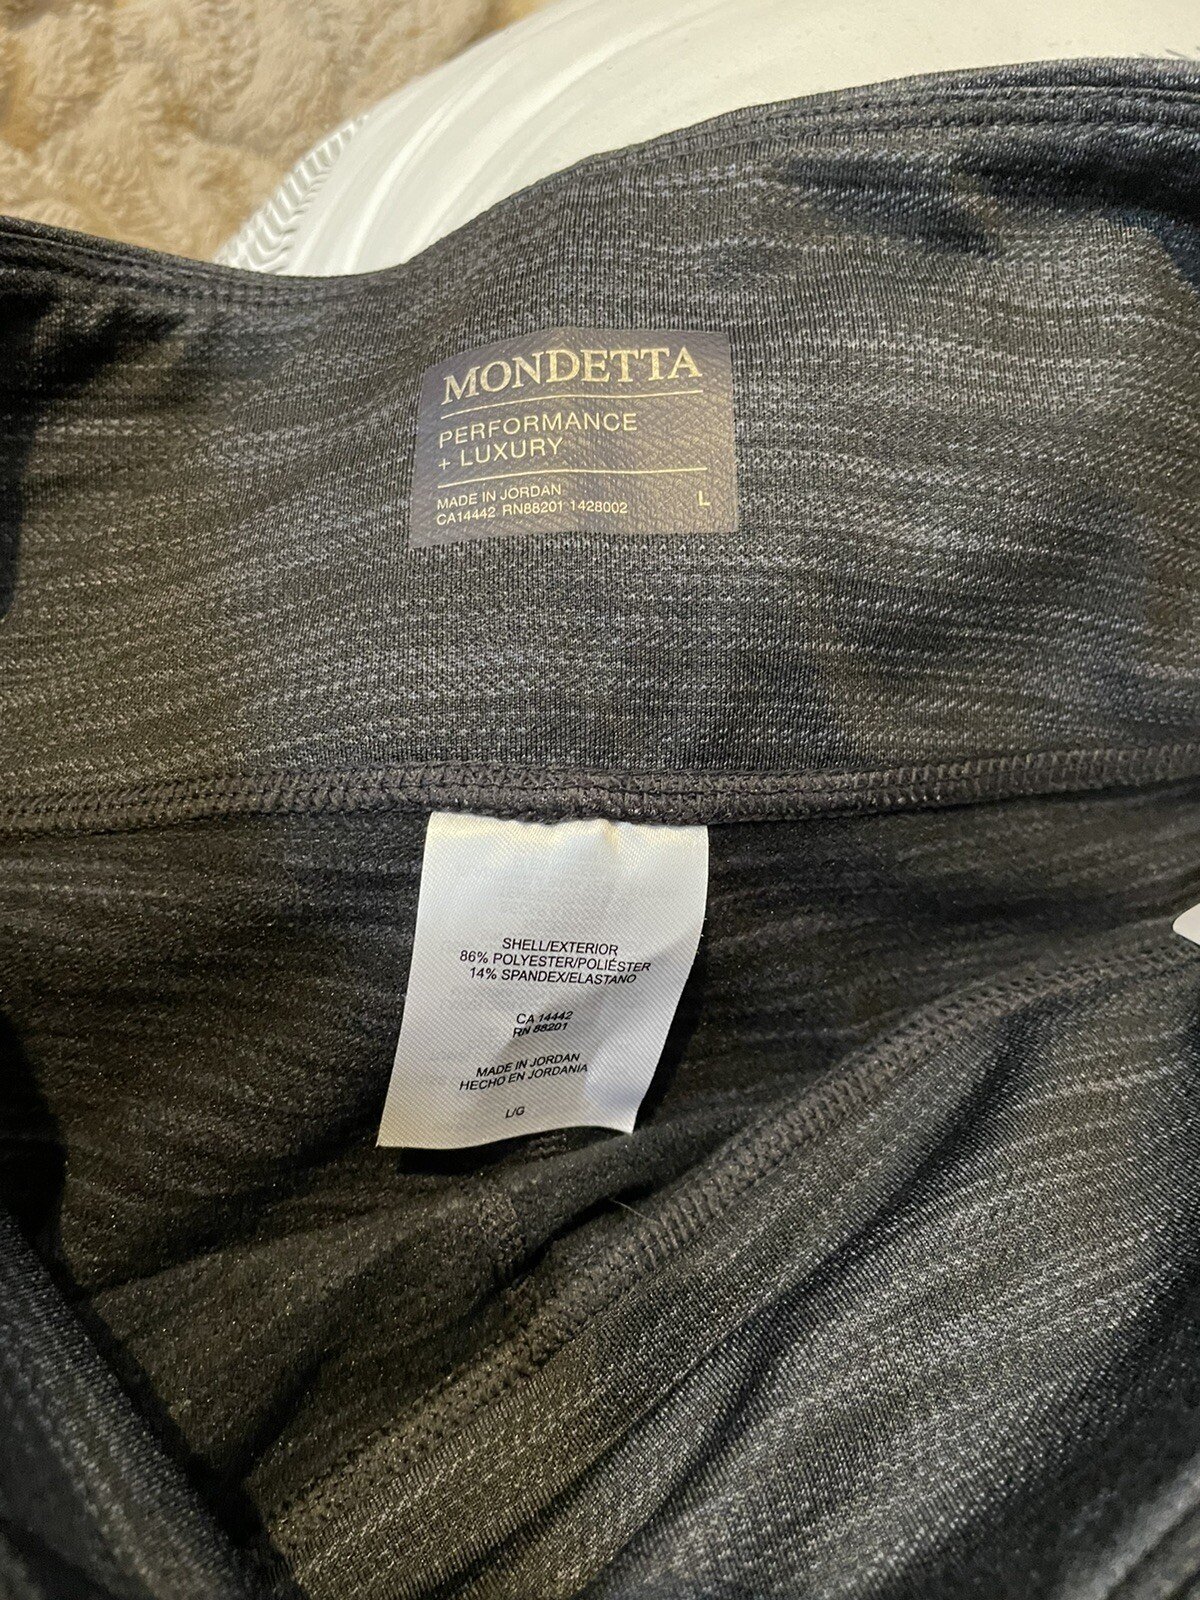 MONDETTA
PERFORMANCE
+ LUXURY
MADE IN JORDAN
CA14442 RN88201 1428002
L
SHELL/EXTERIOR
86% POLYESTER/POLIÉSTER
14% SPANDEX/ELASTANO
CA 14442
RN 88201
MADE IN JORDAN
HECHO EN JORDANIA
L/G